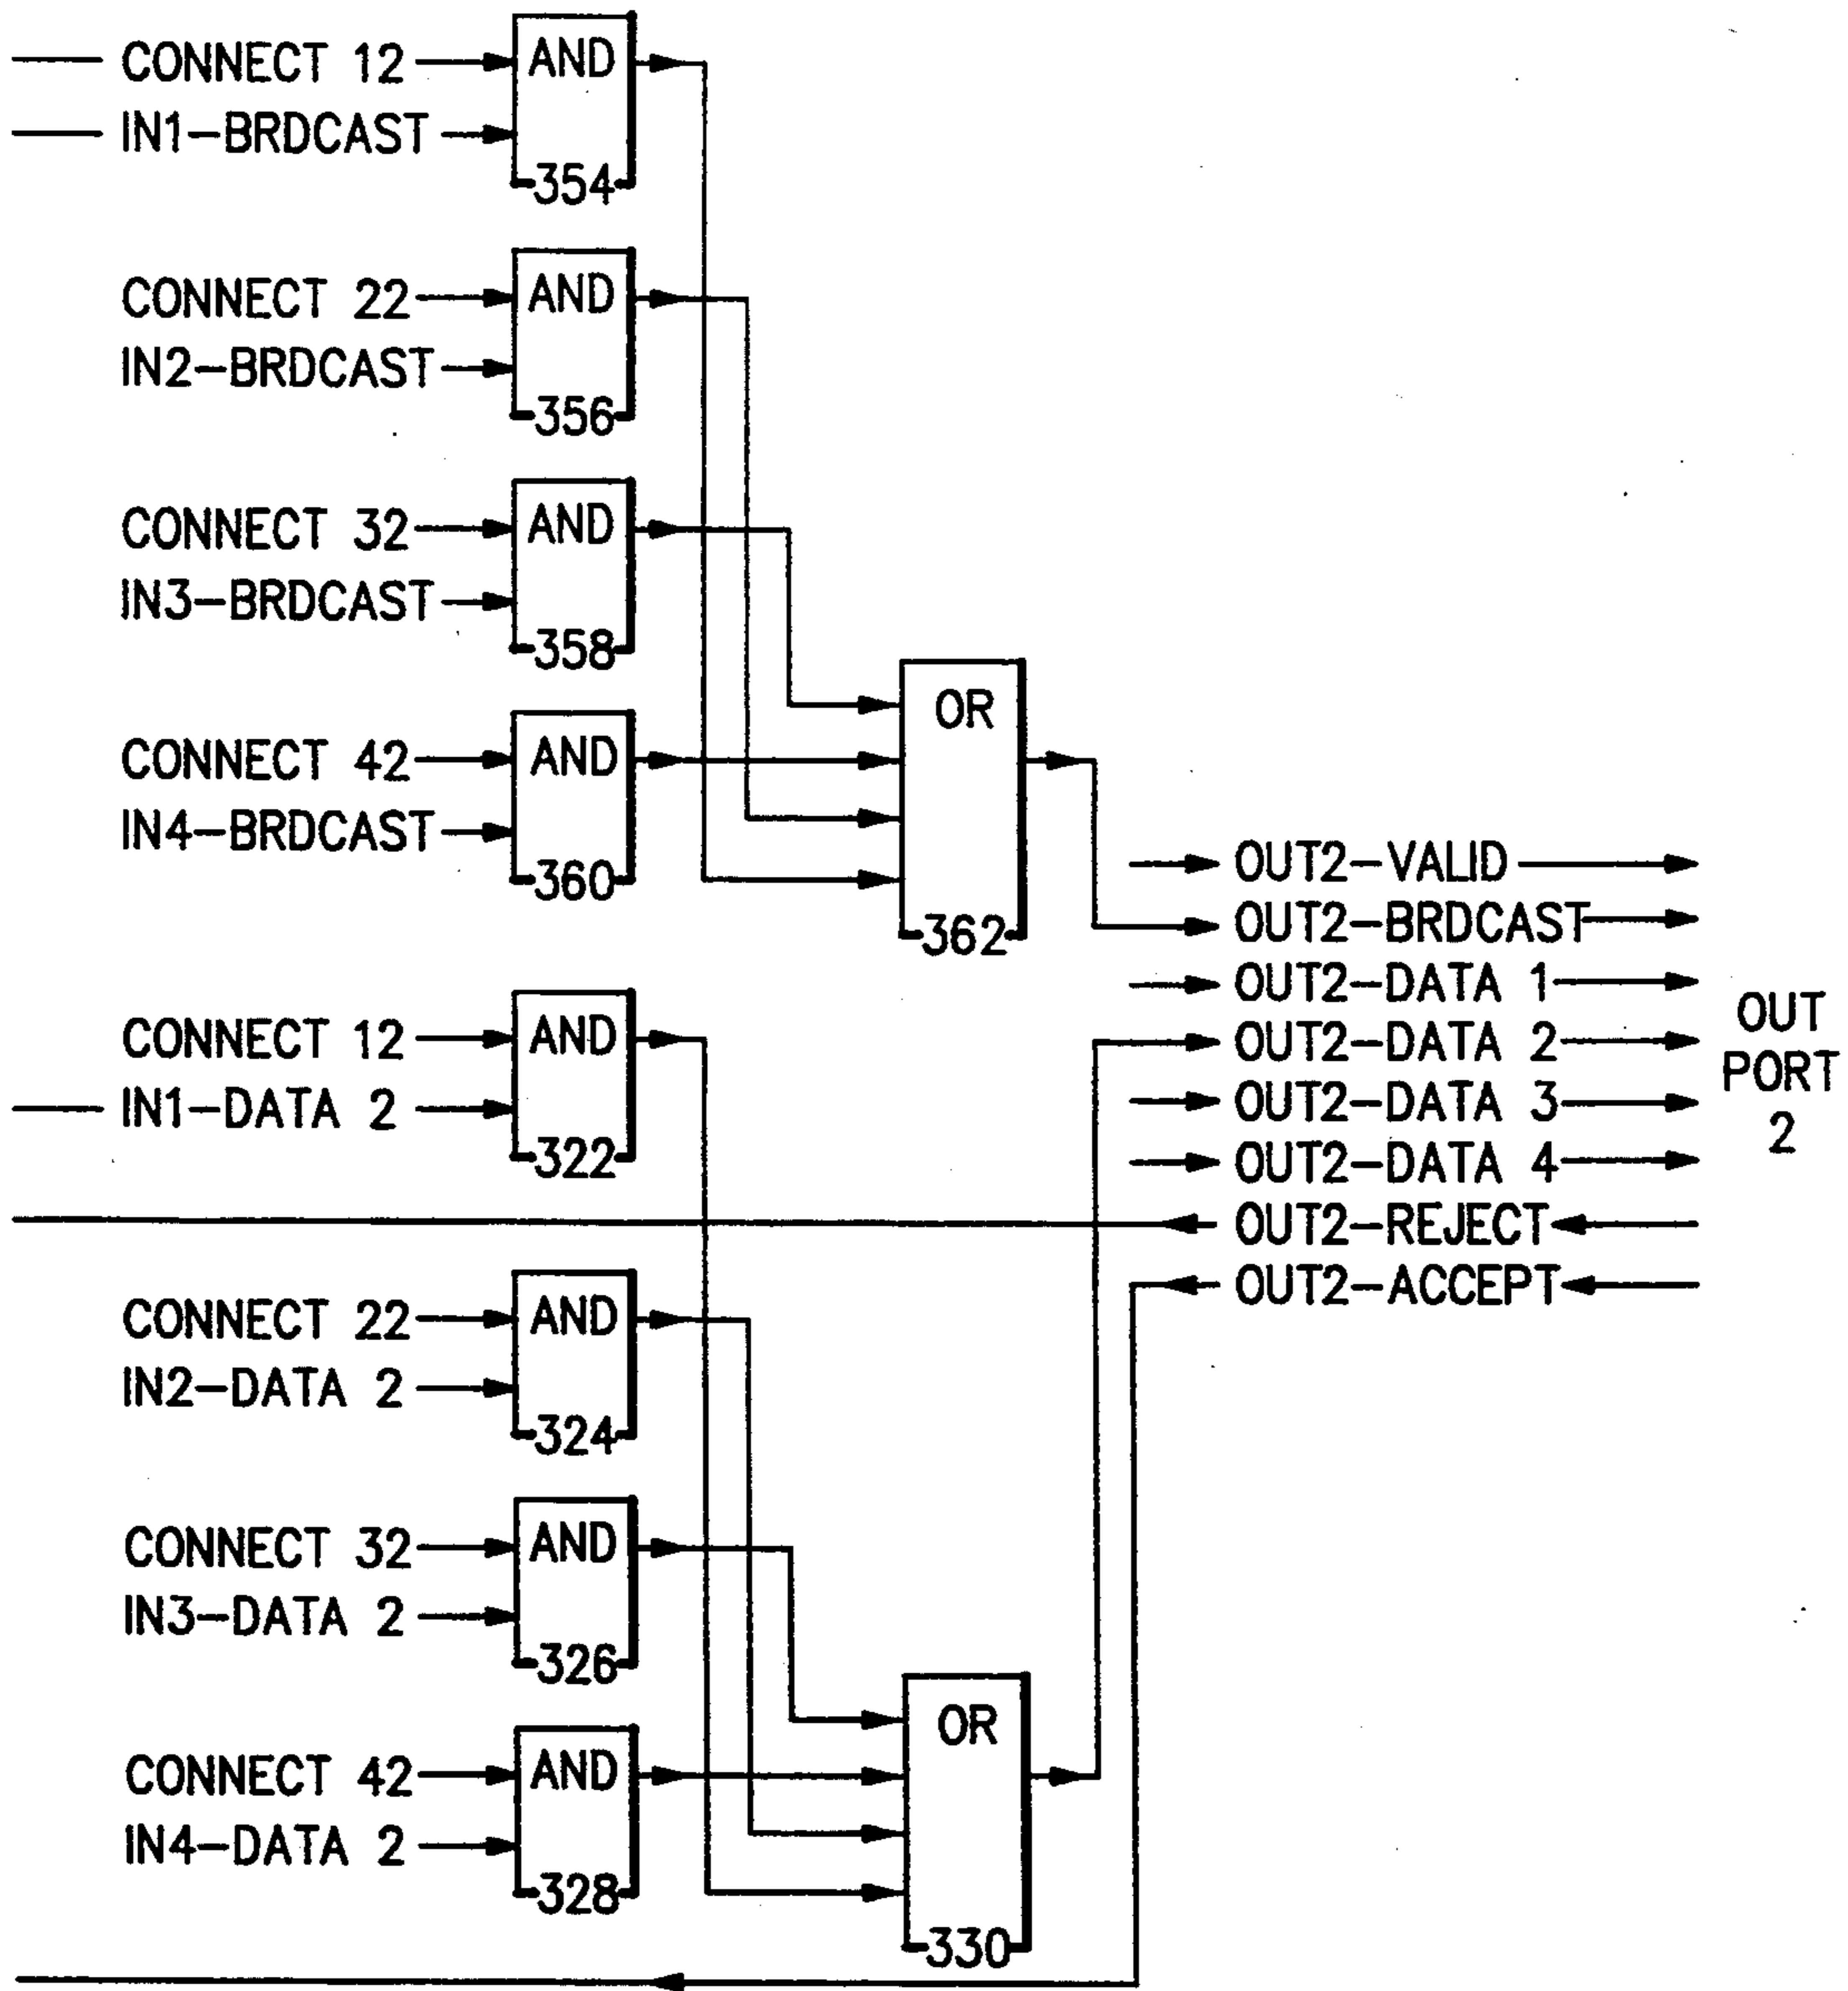 CONNECT 12
AND
IN1-BRDCAST
354
CONNECT 22
AND
IN2-BRDCAST
356
CONNECT 32
AND
IN3-BRDCAST
358
OR
CONNECT 42
AND
IN4-BRDCAST
360
362
OUT2-VALID
OUT2-BRDCAST
OUT2-DATA 1
OUT2-DATA 2
OUT2-DATA 3
OUT2-DATA 4
OUT2-REJECT
OUT2-ACCEPT
OUT
PORT
2
CONNECT 12
AND
IN1-DATA 2
322
CONNECT 22
AND
IN2-DATA 2
324
CONNECT 32
AND
IN3-DATA 2
326
OR
CONNECT 42
AND
IN4-DATA 2
328
330